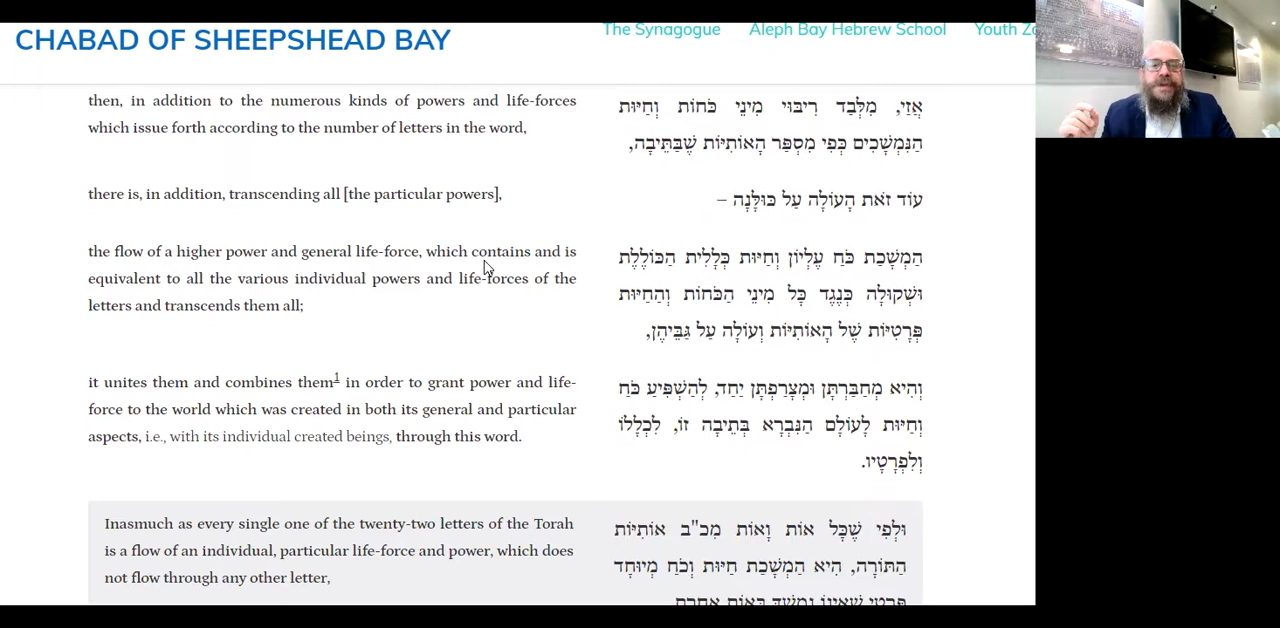 CHABAD OF SHEEPSHEAD BAY
The Synagogue Aleph Bay Hebrew School Youth
then, in addition to the numerous kinds of powers and life-forces
which issue forth according to the number of letters in the word,
אֲזַי, מִלְּבַד רִיבּוּי מִינֵי כֹּחוֹת וְחַיּוּת
הַנִּמְשָׁכִים כְּפִי מִסְפַּר הָאוֹתִיּוֹת שֶׁבַּתֵּיבָה,
there is, in addition, transcending all [the particular powers],
עוֹד זֹאת הָעוֹלָה עַל כּוּלָּנָה –
the flow of a higher power and general life-force, which contains and is
equivalent to all the various individual powers and life-forces of the
letters and transcends them all;
הַמְשָׁכַת כֹּחַ עֶלְיוֹן וְחַיּוּת כְּלָלִית הַכּוֹלֶלֶת
וּשְׁקוּלָה כְּנֶגֶד כָּל מִינֵי הַכֹּחוֹת וְהַחַיּוּת
פְּרָטִיּוֹת שֶׁל הָאוֹתִיּוֹת וְעוֹלָה עַל גַּבֵּיהֶן,
it unites them and combines them1 in order to grant power and life-
force to the world which was created in both its general and particular
aspects, i.e., with its individual created beings, through this word.
וְהִיא מְחַבַּרְתָּן וּמְצָרַפְתָּן יַחַד, לְהַשְׁפִּיעַ כֹּחַ
וְחַיּוּת לָעוֹלָם הַנִּבְרָא בְּתֵיבָה זוֹ, לִכְלָלוֹ
וְלִפְרָטָיו.
Inasmuch as every single one of the twenty-two letters of the Torah
is a flow of an individual, particular life-force and power, which does
not flow through any other letter,
וּלְפִי שֶׁכָּל אוֹת וָאוֹת מִכ"ב אוֹתִיּוֹת
הַתּוֹרָה, הִיא הַמְשָׁכַת חַיּוּת וְכֹחַ מְיוּחָד
פְּרָטִי שֶׁאֵינוֹ נִמְשָׁךְ בְּאוֹת אַחֶרֶת